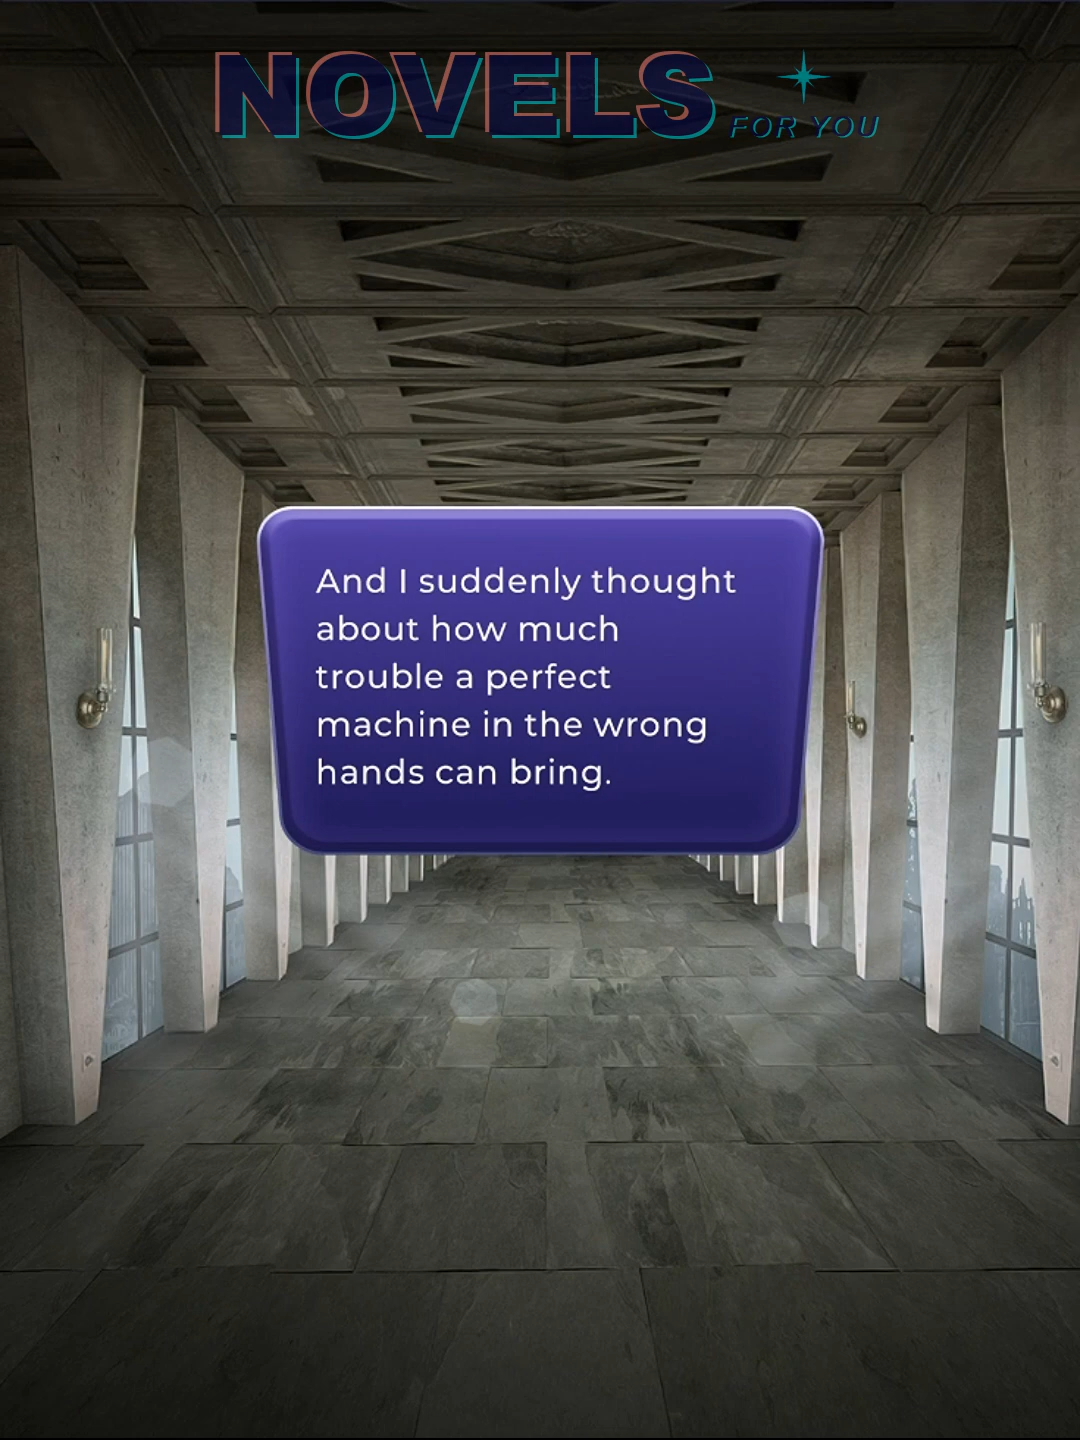 NOVELS
FOR YOU
And I suddenly thought
about how much
trouble a perfect
machine in the wrong
hands can bring.